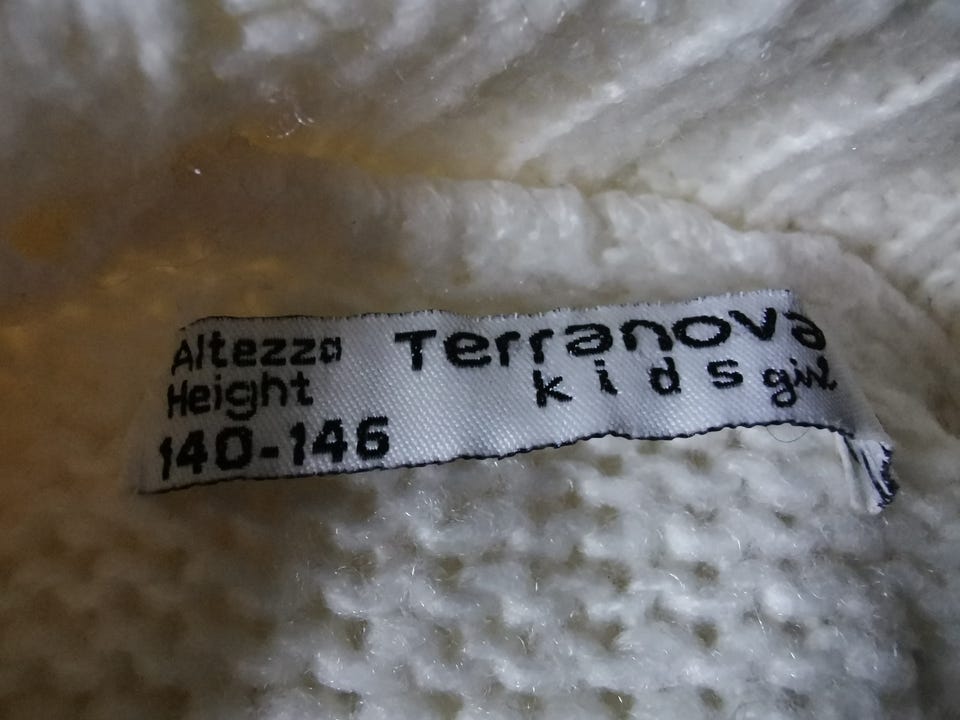 Altezza
Height
140-146
Terranova
kids girl